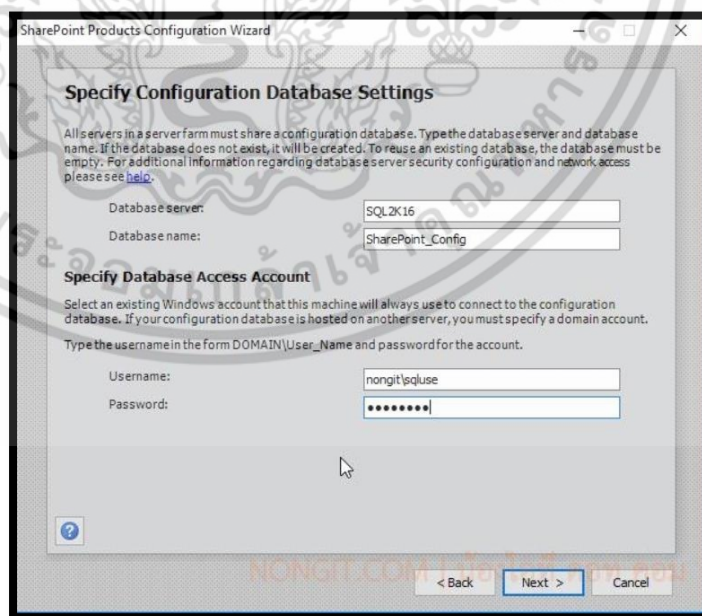 SharePoint Products Configuration Wizard
Specify Configuration Database Settings
All servers in a server farm must share a configuration database. Type the database server and database
name. If the database does not exist, it will be created. To reuse an existing database, the database must be
empty. For additional information regarding database server security configuration and network access
please see help.
Database server:
SQL2K16
Database name:
SharePoint_Config
Specify Database Access Account
Select an existing Windows account that this machine will always use to connect to the configuration
database. If your configuration database is hosted on another server, you must specify a domain account.
Type the username in the form DOMAIN\User_Name and password for the account.
Username:
nongit\sqluse
Password:
NONGIT.COM |
< Back
Next >
Cancel